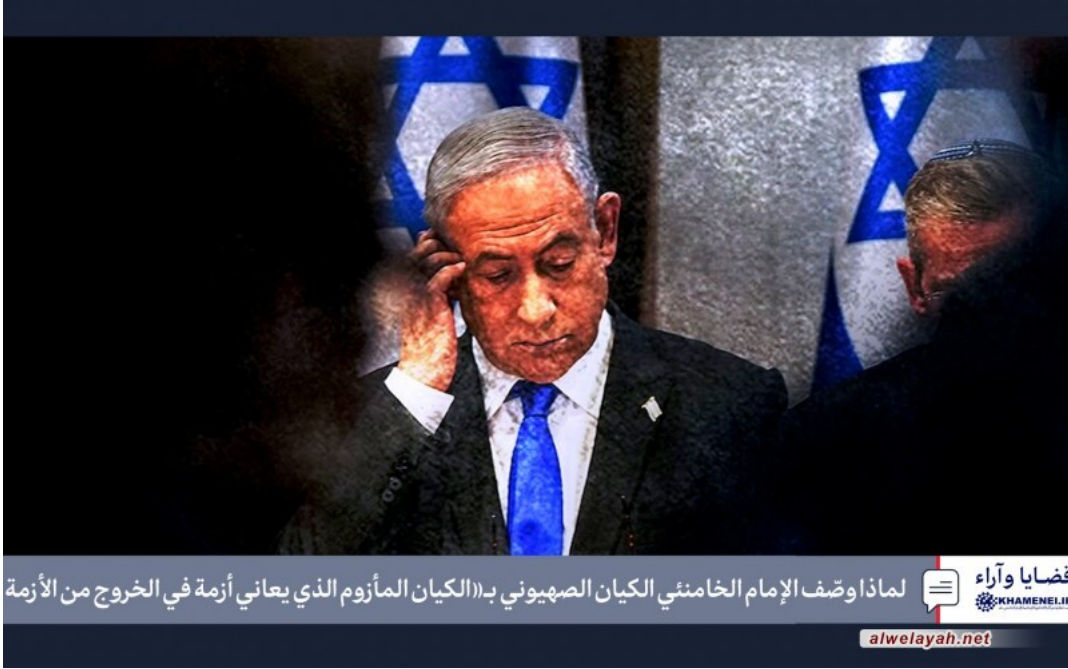 لماذا وصّف الإمام الخامنئي الكيان الصهيوني بـ«الكيان المأزوم الذي يعاني أزمة في الخروج من الأزمة
قضايا وآراء
KHAMENEI.I
alwelayah.net